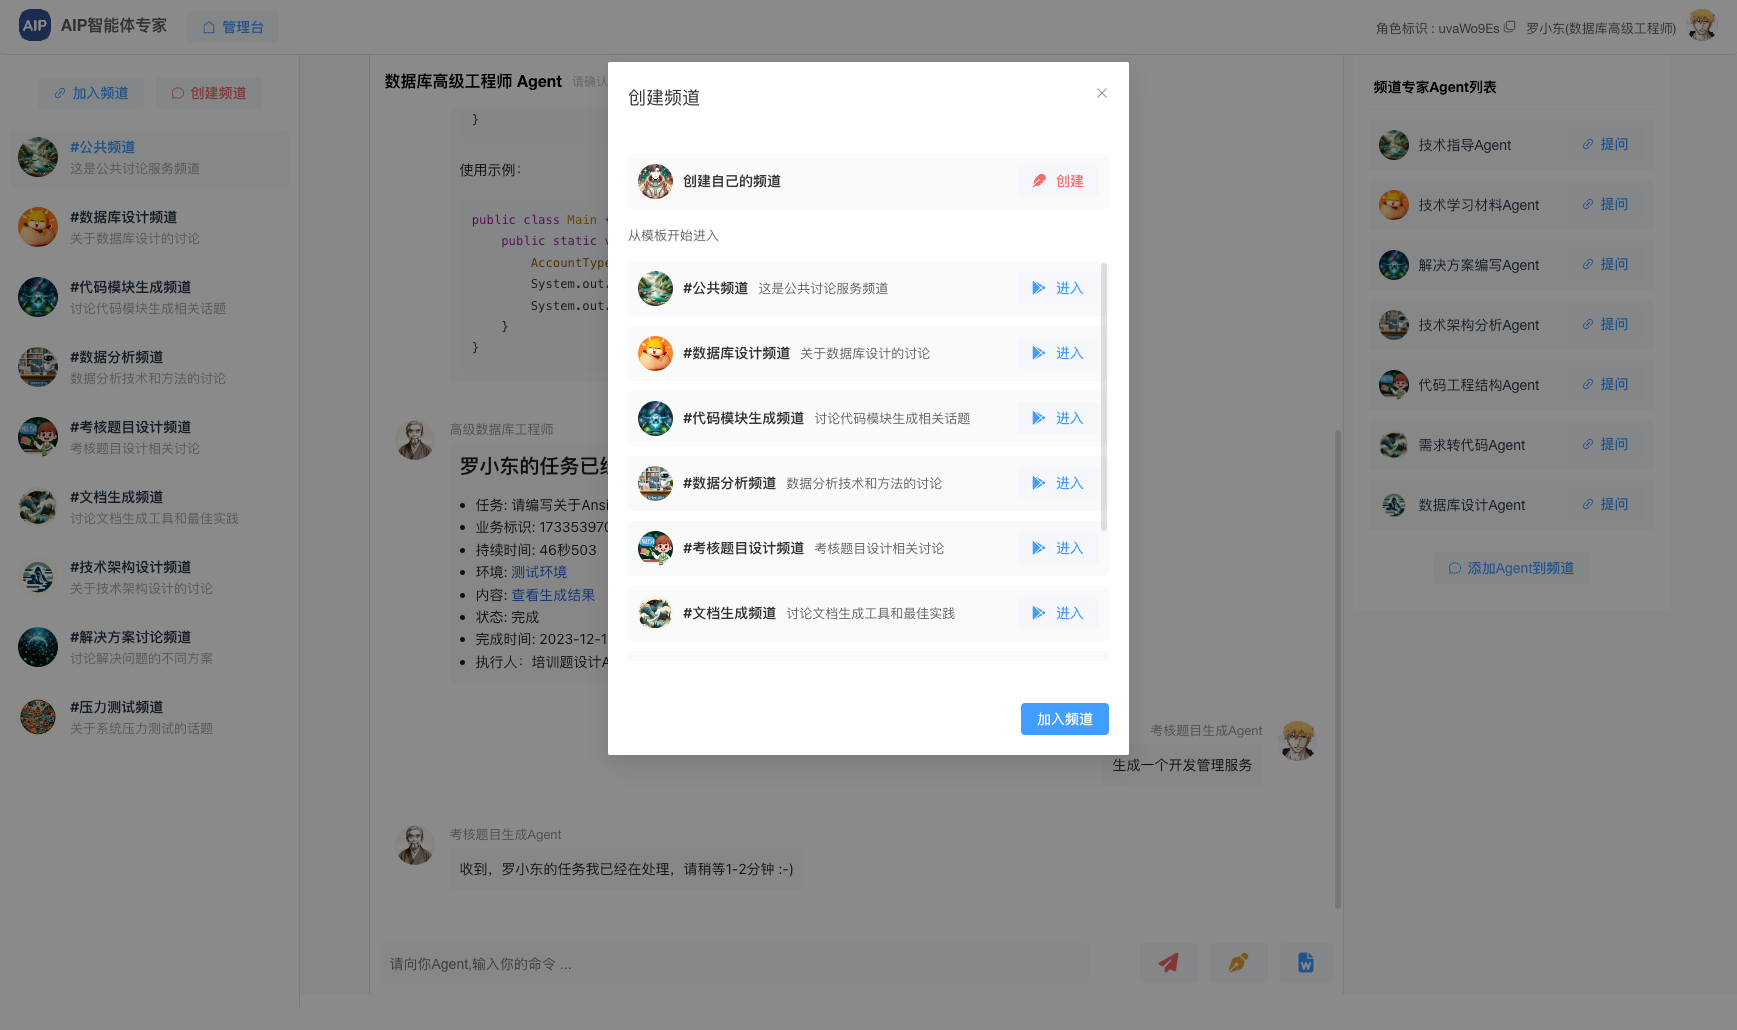 AIP AIP智能体专家 管理台
角色标识 : uvaWo9Es 罗小东(数据库高级工程师)
加入频道 创建频道
#公共频道
这是公共讨论服务频道
#数据库设计频道
关于数据库设计的讨论
#代码模块生成频道
讨论代码模块生成相关话题
#数据分析频道
数据分析技术和方法的讨论
#考核题目设计频道
考核题目设计相关讨论
#文档生成频道
讨论文档生成工具和最佳实践
#技术架构设计频道
关于技术架构设计的讨论
#解决方案讨论频道
讨论解决问题的不同方案
#压力测试频道
关于系统压力测试的话题
数据库高级工程师 Agent 请确认
}
使用示例：
public class Main {
public static v
AccountType
System.out.
System.out.
}
}
高级数据库工程师
罗小东的任务已经
任务: 请编写关于Ansi
业务标识: 173353970
持续时间: 46秒503
环境: 测试环境
内容: 查看生成结果
状态: 完成
完成时间: 2023-12-1
执行人：培训题设计A
考核题目生成Agent
生成一个开发管理服务
考核题目生成Agent
收到，罗小东的任务我已经在处理，请稍等1-2分钟 :-)
请向你Agent,输入你的命令 ...
创建频道
创建自己的频道 创建
从模板开始进入
#公共频道 这是公共讨论服务频道 进入
#数据库设计频道 关于数据库设计的讨论 进入
#代码模块生成频道 讨论代码模块生成相关话题 进入
#数据分析频道 数据分析技术和方法的讨论 进入
#考核题目设计频道 考核题目设计相关讨论 进入
#文档生成频道 讨论文档生成工具和最佳实践 进入
加入频道
频道专家Agent列表
技术指导Agent 提问
技术学习材料Agent 提问
解决方案编写Agent 提问
技术架构分析Agent 提问
代码工程结构Agent 提问
需求转代码Agent 提问
数据库设计Agent 提问
添加Agent到频道